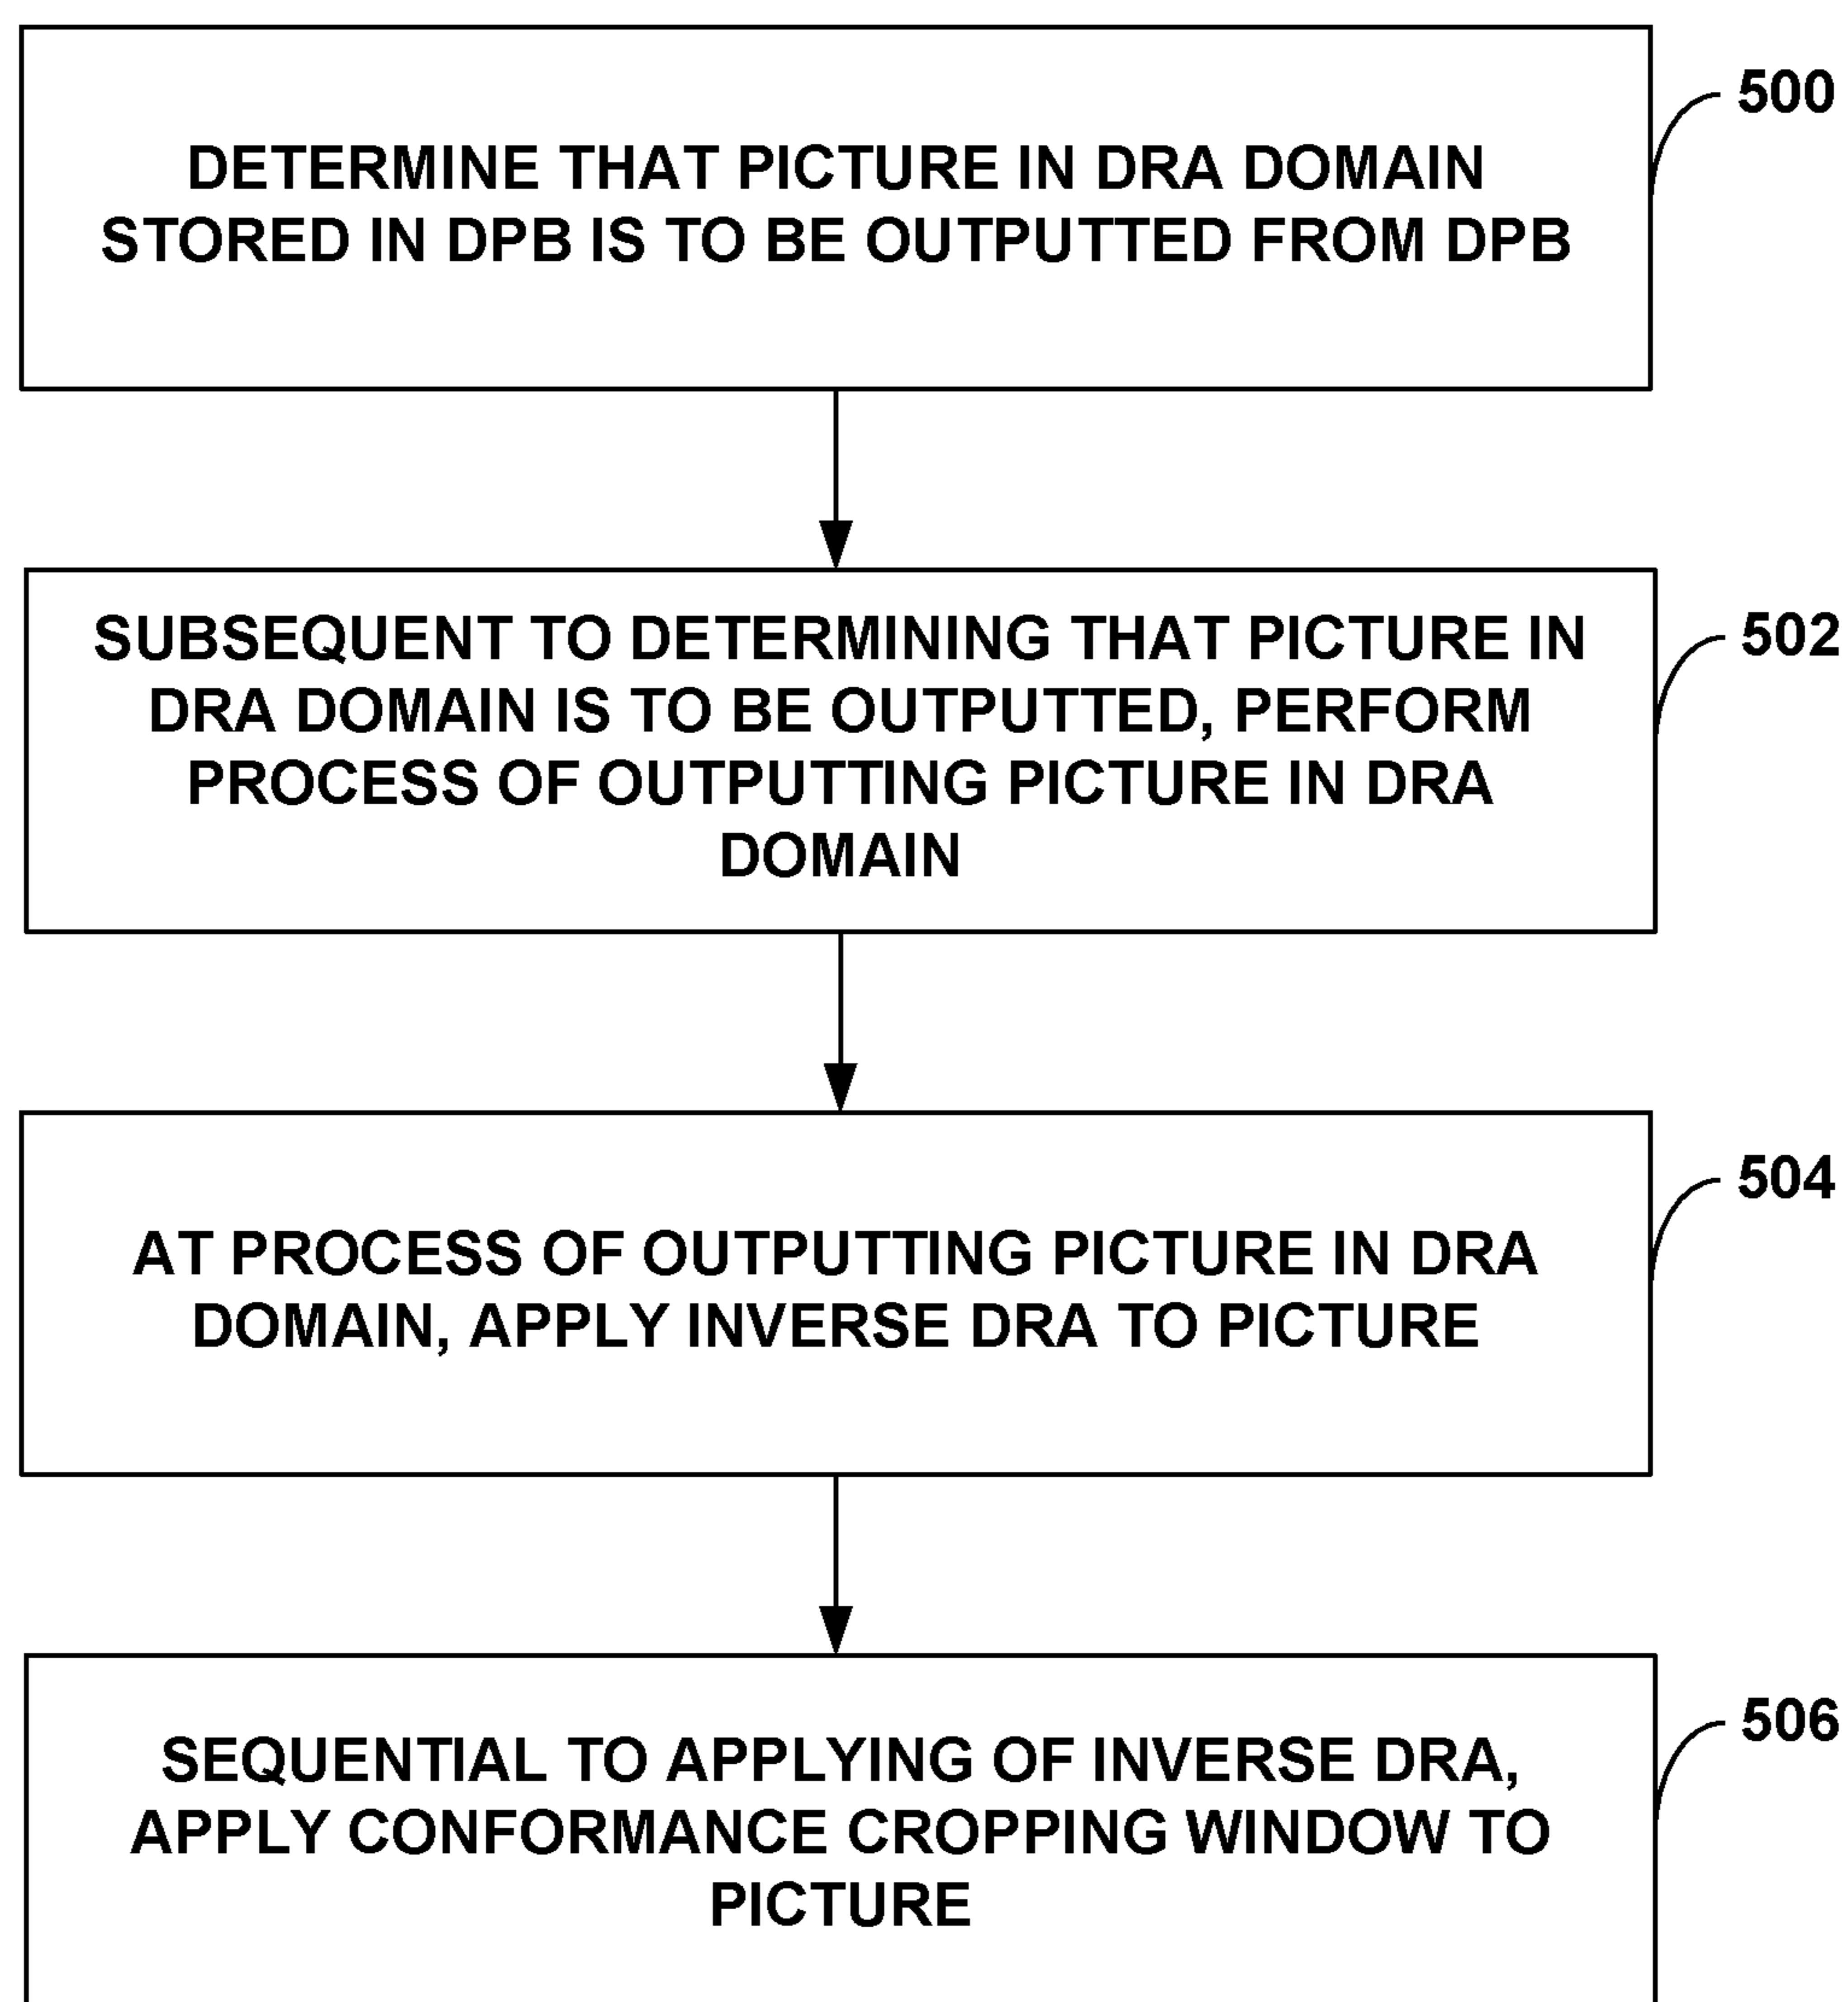 500
DETERMINE THAT PICTURE IN DRA DOMAIN
STORED IN DPB IS TO BE OUTPUTTED FROM DPB
502
SUBSEQUENT TO DETERMINING THAT PICTURE IN
DRA DOMAIN IS TO BE OUTPUTTED, PERFORM
PROCESS OF OUTPUTTING PICTURE IN DRA
DOMAIN
504
AT PROCESS OF OUTPUTTING PICTURE IN DRA
DOMAIN, APPLY INVERSE DRA TO PICTURE
506
SEQUENTIAL TO APPLYING OF INVERSE DRA,
APPLY CONFORMANCE CROPPING WINDOW TO
PICTURE